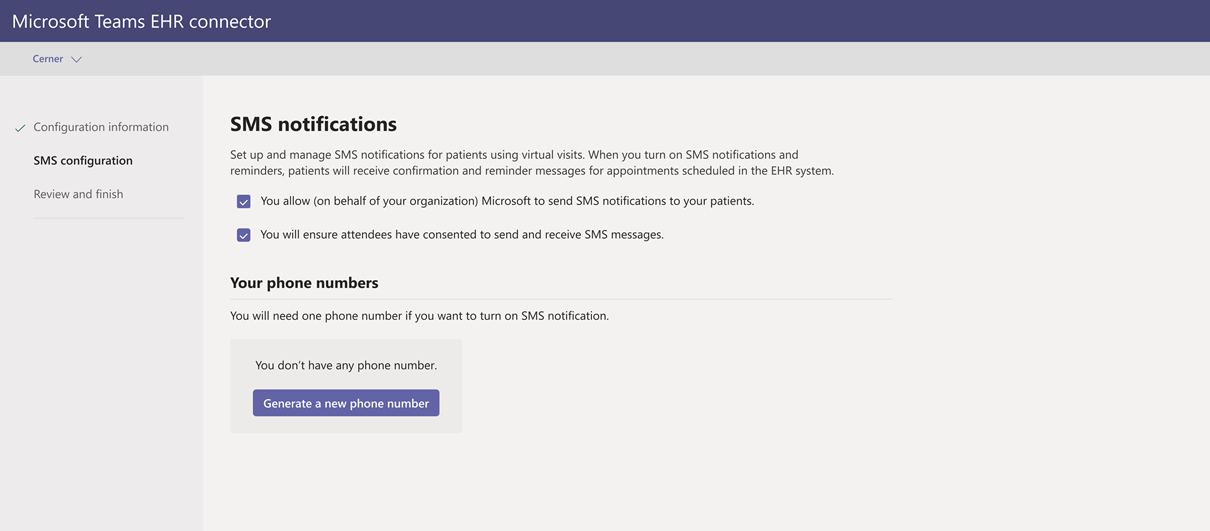 Microsoft Teams EHR connector
Cerner
Configuration information
SMS configuration
Review and finish
SMS notifications
Set up and manage SMS notifications for patients using virtual visits. When you turn on SMS notifications and
reminders, patients will receive confirmation and reminder messages for appointments scheduled in the EHR system.
You allow (on behalf of your organization) Microsoft to send SMS notifications to your patients.
You will ensure attendees have consented to send and receive SMS messages.
Your phone numbers
You will need one phone number if you want to turn on SMS notification.
You don't have any phone number.
Generate a new phone number